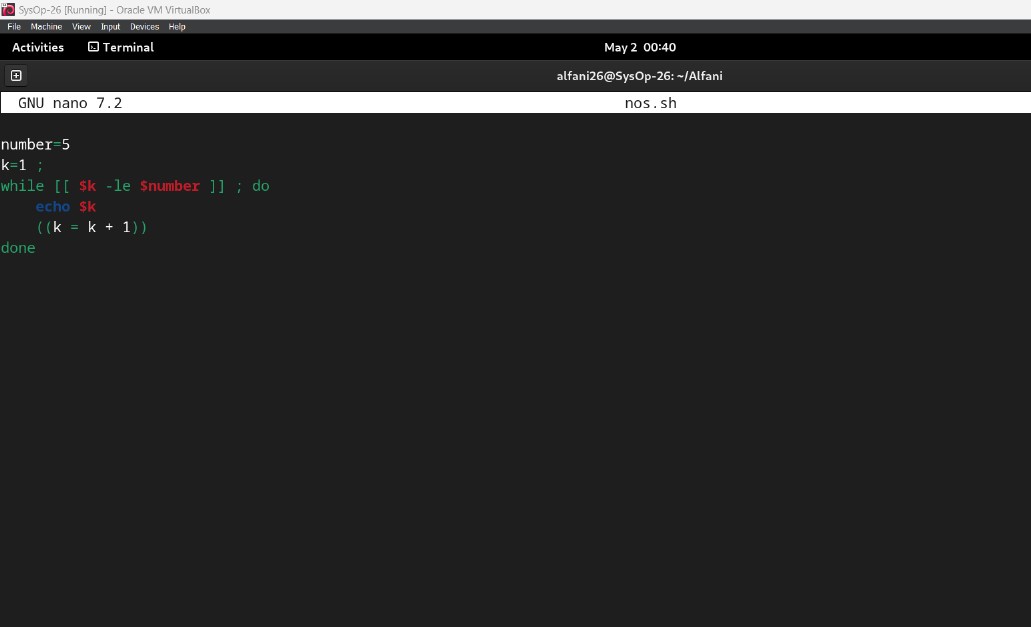 SysOp-26 [Running] - Oracle VM VirtualBox
File Machine View Input Devices Help
Activities Terminal May 2 00:40
alfani26@SysOp-26: ~/Alfani
GNU nano 7.2 nos.sh
number=5
k=1 ;
while [[ $k -le $number ]] ; do
    echo $k
    ((k = k + 1))
done